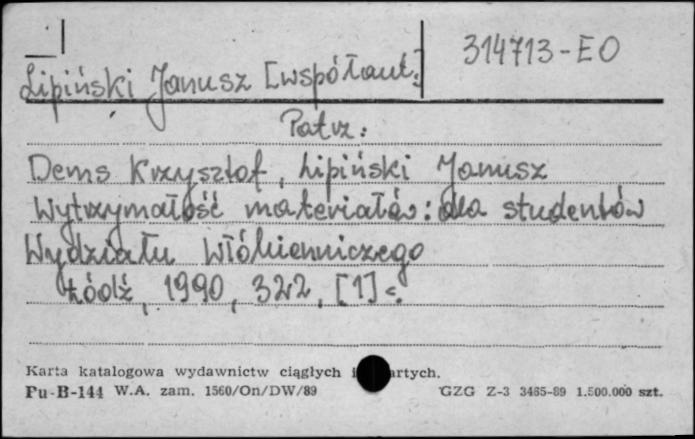 Lipiński Janusz [współaut.] 314713-EO
Patrz:
Dems Krzysztof, Lipiński Janusz
Wytrzymałość materiałów: dla studentów
Wydziału Włókienniczego
Łódź, 1990, 322, [1] s.
Karta katalogowa wydawnictw ciągłych i artych.
Pu-B-144 W.A. zam. 1560/On/DW/89 GZG Z-3 3465-89 1.500.000 szt.